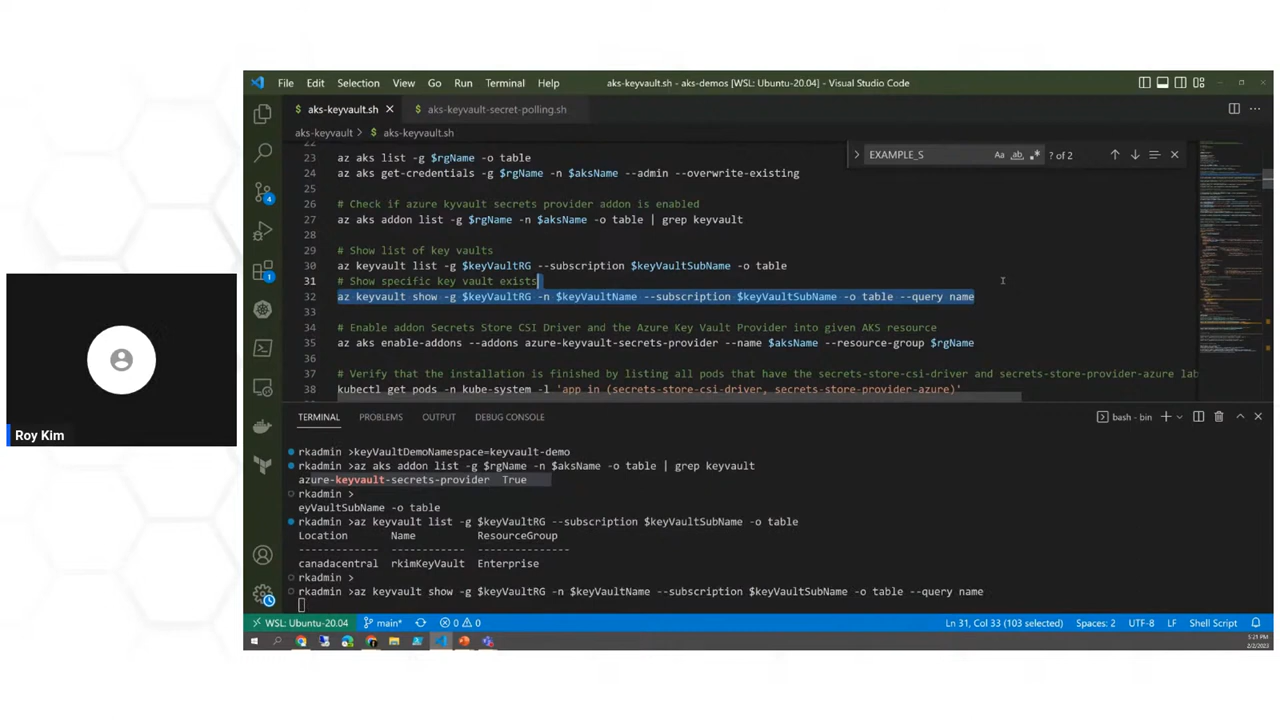 File Edit Selection View Go Run Terminal Help
aks-keyvault.sh - aks-demos [WSL: Ubuntu-20.04] - Visual Studio Code
$ aks-keyvault.sh
$ aks-keyvault-secret-polling.sh
aks-keyvault > $ aks-keyvault.sh
EXAMPLE_S
Aa
ab
? of 2
22
23 az aks list -g $rgName -o table
24 az aks get-credentials -g $rgName -n $aksName --admin --overwrite-existing
25
26 # Check if azure kyvault secrets provider addon is enabled
27 az aks addon list -g $rgName -n $aksName -o table | grep keyvault
28
29 # Show list of key vaults
30 az keyvault list -g $keyVaultRG --subscription $keyVaultSubName -o table
31 # Show specific key vault exists
32 az keyvault show -g $keyVaultRG -n $keyVaultName --subscription $keyVaultSubName -o table --query name
33
34 # Enable addon Secrets Store CSI Driver and the Azure Key Vault Provider into given AKS resource
35 az aks enable-addons --addons azure-keyvault-secrets-provider --name $aksName --resource-group $rgName
36
37 # Verify that the installation is finished by listing all pods that have the secrets-store-csi-driver and secrets-store-provider-azure lab
38 kubectl get pods -n kube-system -l 'app in (secrets-store-csi-driver, secrets-store-provider-azure)'
4
1
Roy Kim
TERMINAL PROBLEMS OUTPUT DEBUG CONSOLE
bash - bin
rkadmin >keyVaultDemoNamespace=keyvault-demo
rkadmin >az aks addon list -g $rgName -n $aksName -o table | grep keyvault
azure-keyvault-secrets-provider True
rkadmin >
eyVaultSubName -o table
rkadmin >az keyvault list -g $keyVaultRG --subscription $keyVaultSubName -o table
Location Name ResourceGroup
------------- ------------ ---------------
canadacentral rkimKeyVault Enterprise
rkadmin >
rkadmin >az keyvault show -g $keyVaultRG -n $keyVaultName --subscription $keyVaultSubName -o table --query name
WSL: Ubuntu-20.04 main* 0 0
Ln 31, Col 33 (103 selected) Spaces: 2 UTF-8 LF Shell Script
5:21 PM
2/2/2023